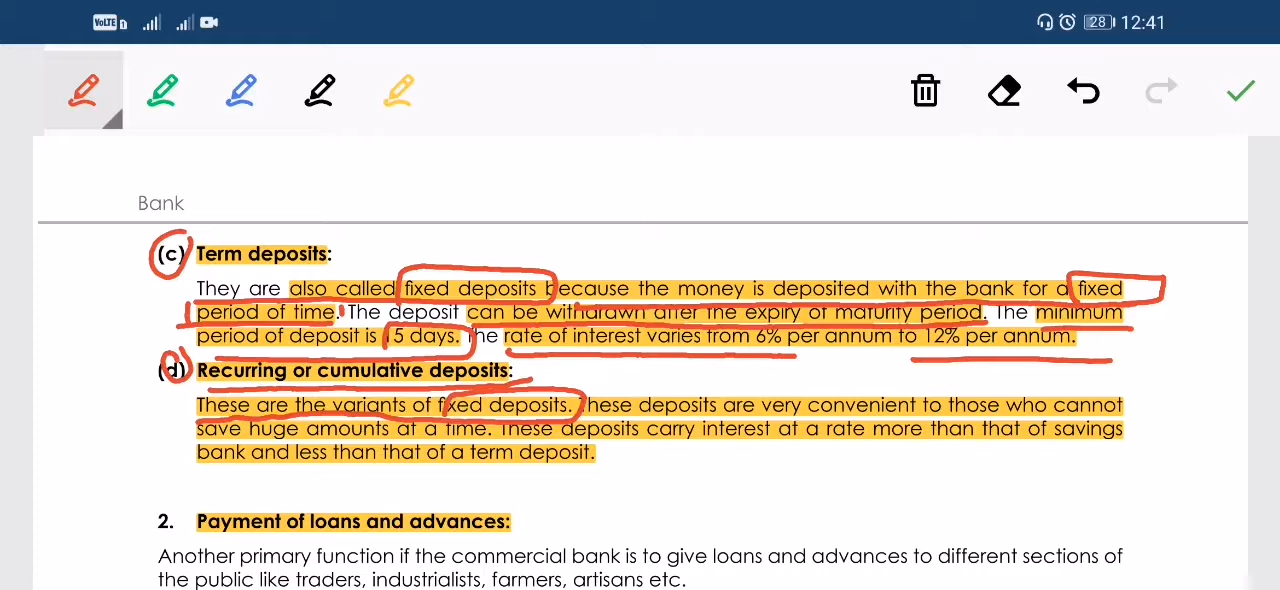 VoLTE 1 28 12:41
Bank
(c) Term deposits:
They are also called fixed deposits because the money is deposited with the bank for a fixed
period of time. The deposit can be withdrawn after the expiry of maturity period. The minimum
period of deposit is 15 days. The rate of interest varies from 6% per annum to 12% per annum.
(d) Recurring or cumulative deposits:
These are the variants of fixed deposits. These deposits are very convenient to those who cannot
save huge amounts at a time. These deposits carry interest at a rate more than that of savings
bank and less than that of a term deposit.
2. Payment of loans and advances:
Another primary function if the commercial bank is to give loans and advances to different sections of
the public like traders, industrialists, farmers, artisans etc.